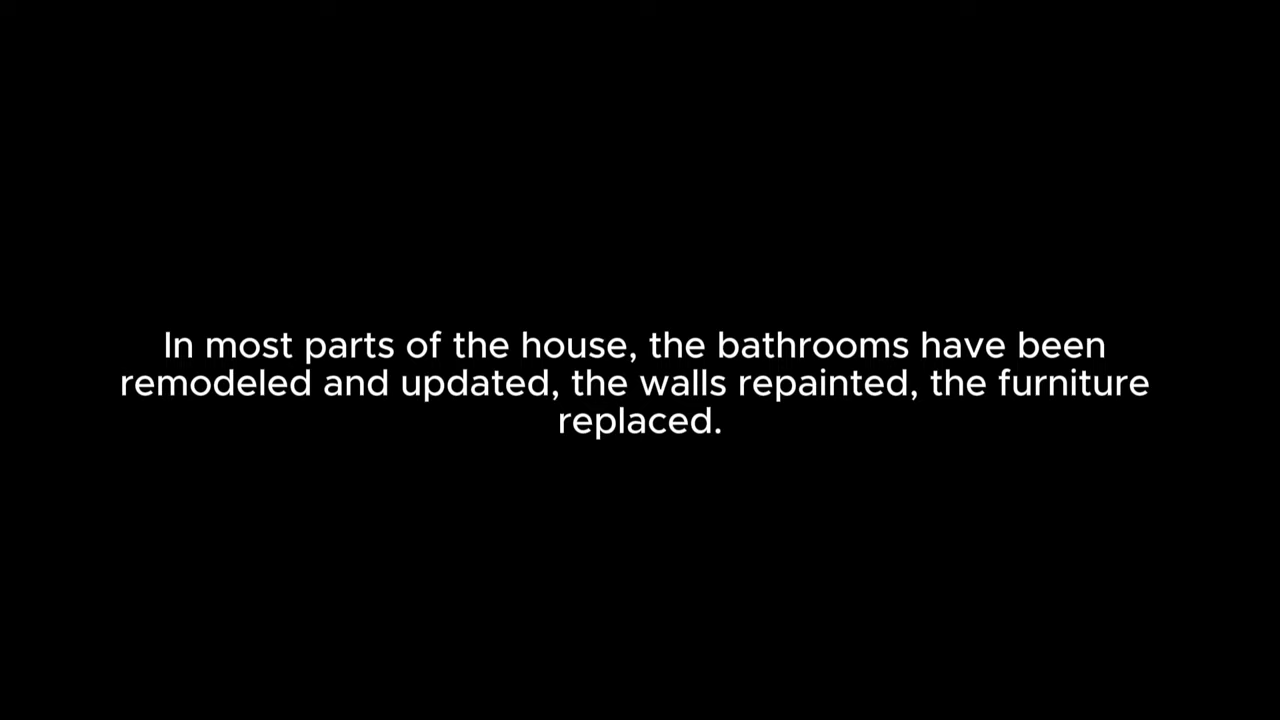 In most parts of the house, the bathrooms have been
remodeled and updated, the walls repainted, the furniture
replaced.